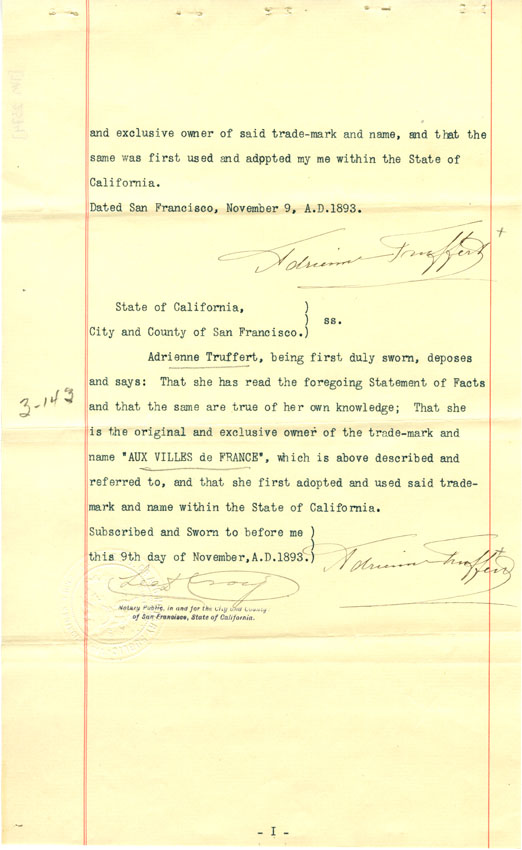 and exclusive owner of said trade-mark and name, and that the
same was first used and adppted my me within the State of
California.
Dated San Francisco, November 9, A.D.1893.
Adrienne Truffert
State of California, )
) ss.
City and County of San Francisco.)
Adrienne Truffert, being first duly sworn, deposes
and says: That she has read the foregoing Statement of Facts
3-143
and that the same are true of her own knowledge; That she
is the original and exclusive owner of the trade-mark and
name "AUX VILLES de FRANCE", which is above described and
referred to, and that she first adopted and used said trade-
mark and name within the State of California.
Subscribed and Sworn to before me )
this 9th day of November,A.D.1893.)
Adrienne Truffert
Notary Public, in and for the City and County
of San Francisco, State of California.
- I -